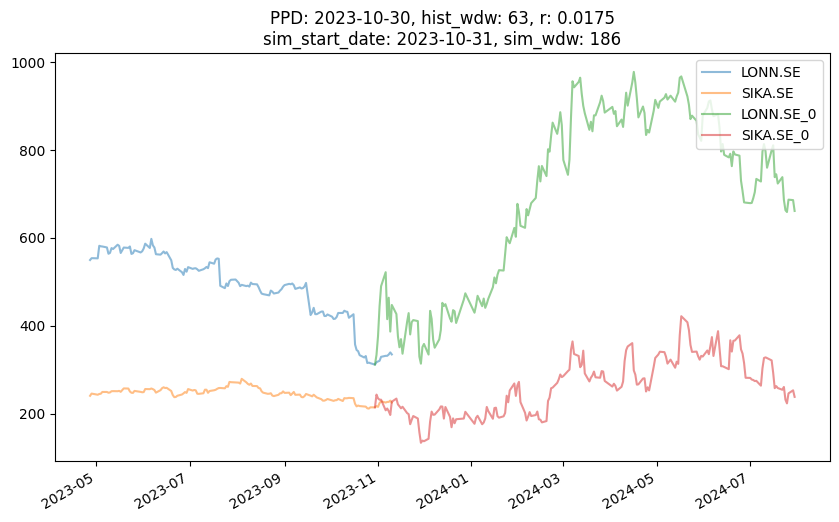 PPD: 2023-10-30, hist_wdw: 63, r: 0.0175
sim_start_date: 2023-10-31, sim_wdw: 186
LONN.SE
SIKA.SE
LONN.SE_0
SIKA.SE_0
1000
800
600
400
200
2023-05
2023-07
2023-09
2023-11
2024-01
2024-03
2024-05
2024-07